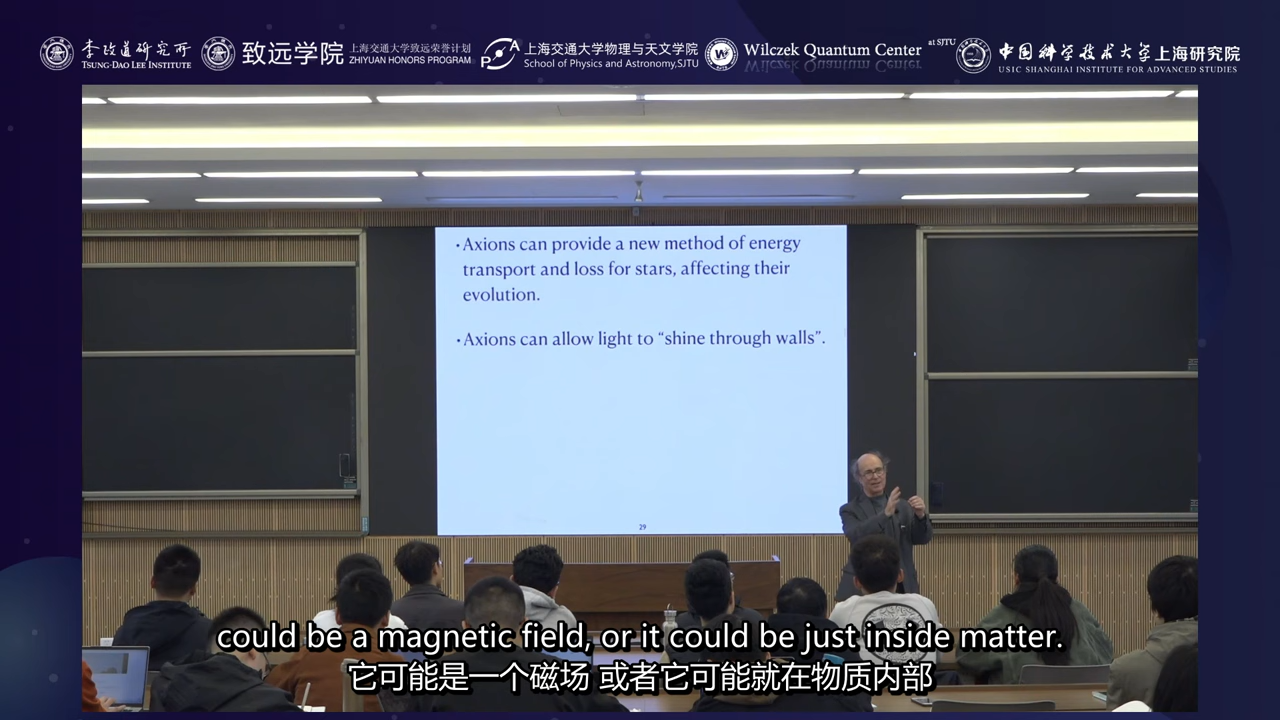 李政道研究所
TSUNG-DAO LEE INSTITUTE
致远学院
上海交通大学致远荣誉计划
ZHIYUAN HONORS PROGRAM
上海交通大学物理与天文学院
School of Physics and Astronomy,SJTU
Wilczek Quantum Center at SJTU
中国科学技术大学上海研究院
USTC SHANGHAI INSTITUTE FOR ADVANCED STUDIES
• Axions can provide a new method of energy
transport and loss for stars, affecting their
evolution.
• Axions can allow light to “shine through walls”.
29
could be a magnetic field, or it could be just inside matter.
它可能是一个磁场 或者它可能就在物质内部